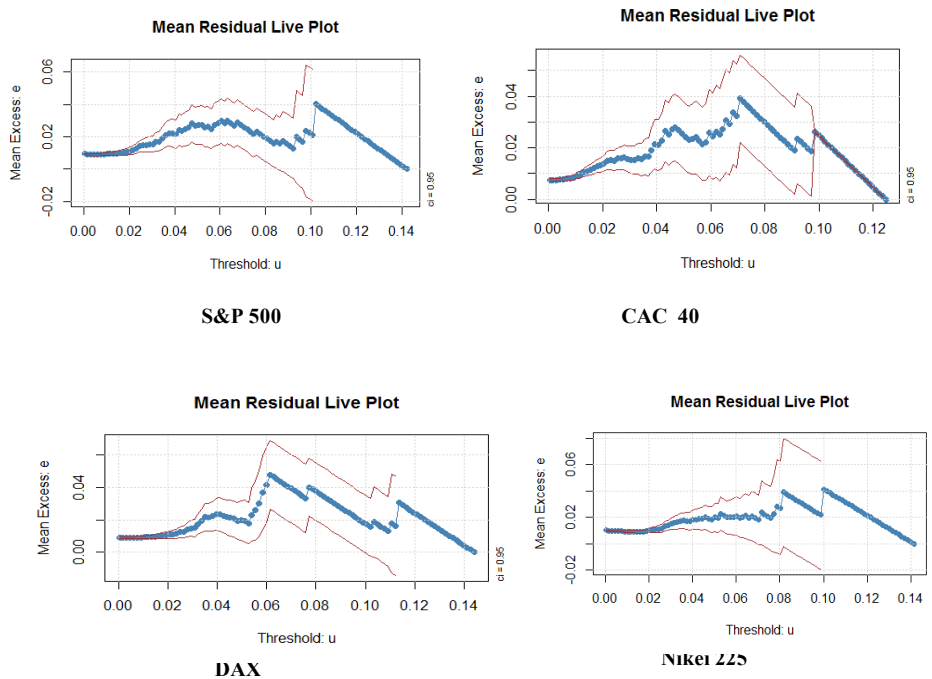 Mean Residual Live Plot
Mean Excess: e
0.06
0.02
-0.02
0.00 0.02 0.04 0.06 0.08 0.10 0.12 0.14
Threshold: u
ci = 0.95
S&P 500
Mean Residual Live Plot
Mean Excess: e
0.04
0.02
0.00
0.00 0.02 0.04 0.06 0.08 0.10 0.12
Threshold: u
ci = 0.95
CAC 40
Mean Residual Live Plot
Mean Excess: e
0.04
0.00
0.00 0.02 0.04 0.06 0.08 0.10 0.12 0.14
Threshold: u
ci = 0.95
DAX
Mean Residual Live Plot
Mean Excess: e
0.06
0.02
-0.02
0.00 0.02 0.04 0.06 0.08 0.10 0.12 0.14
Threshold: u
ci = 0.95
Nikei 225